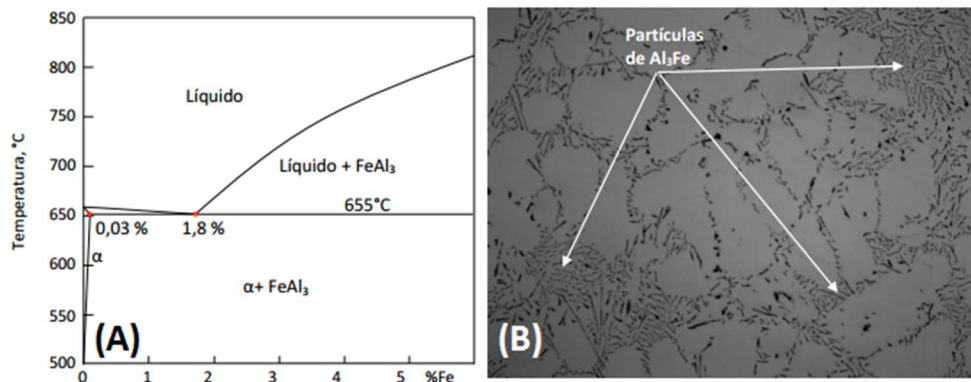 850
800
750
700
650
600
550
500
Temperatura, °C
Líquido
Líquido + FeAl₃
655°C
0,03 %
1,8 %
α
α+ FeAl₃
(A)
0
1
2
3
4
5
%Fe
Partículas
de Al₃Fe
(B)